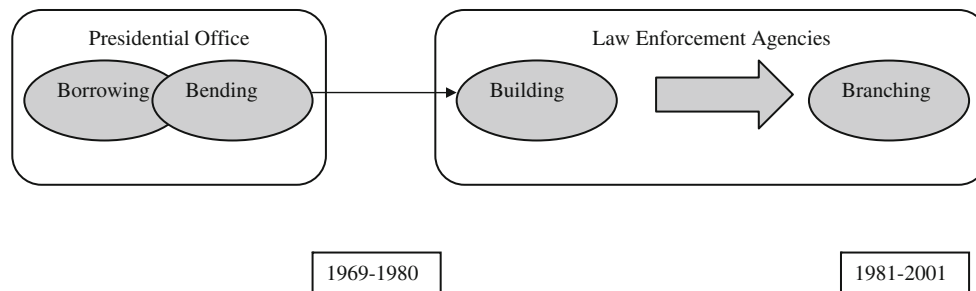 Presidential Office
Borrowing
Bending
Law Enforcement Agencies
Building
Branching
1969-1980
1981-2001